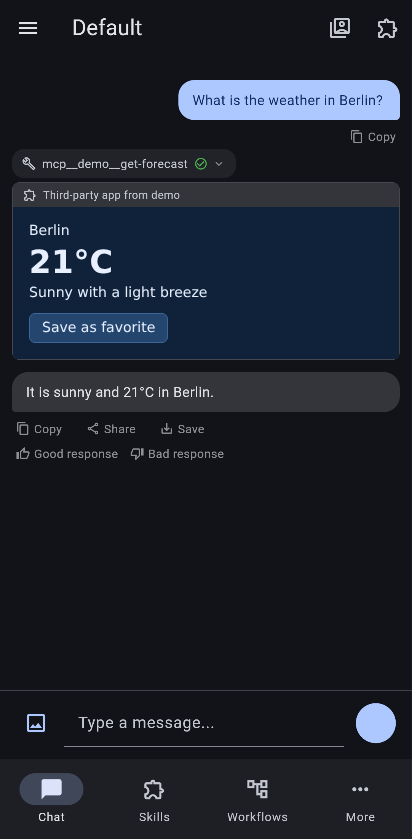 Default
What is the weather in Berlin?
Copy
mcp__demo__get-forecast
Third-party app from demo
Berlin
21°C
Sunny with a light breeze
Save as favorite
It is sunny and 21°C in Berlin.
Copy Share Save
Good response Bad response
Type a message...
Chat Skills Workflows More